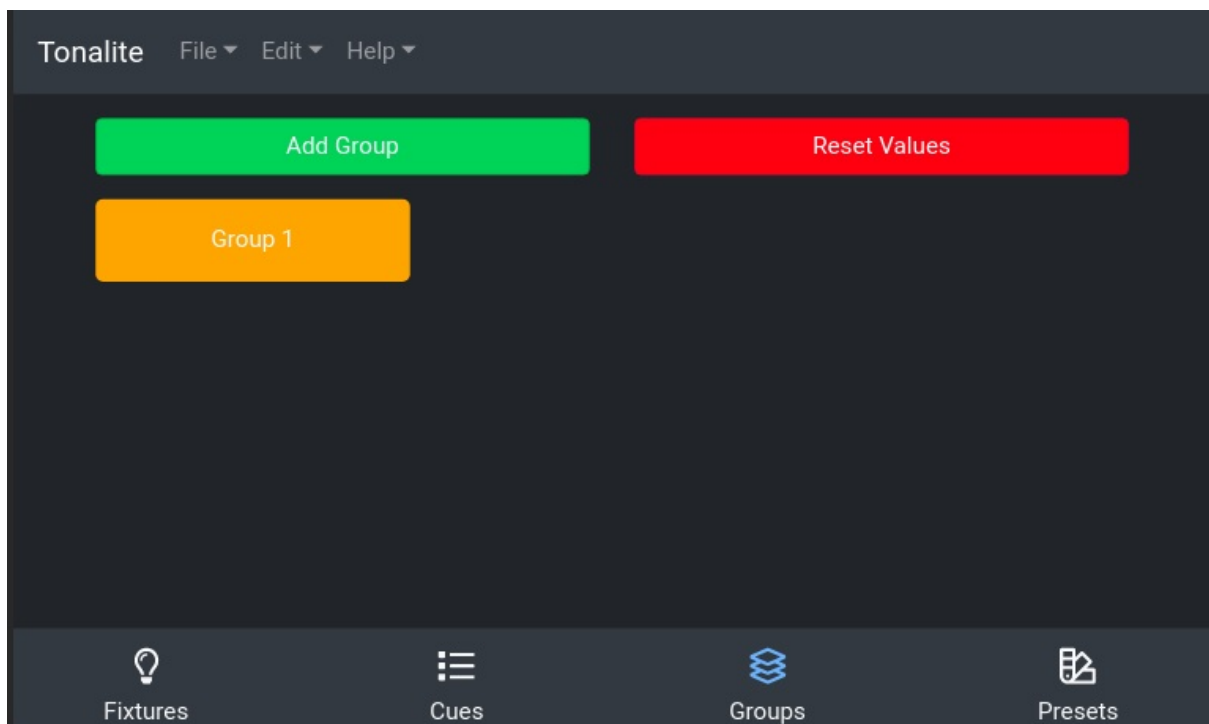 Tonalite File Edit Help
Add Group Reset Values
Group 1
Fixtures Cues Groups Presets